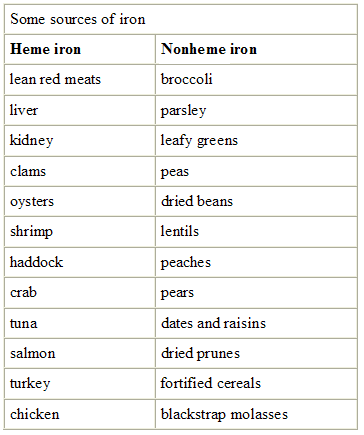 Some sources of iron
Heme iron Nonheme iron
lean red meats broccoli
liver parsley
kidney leafy greens
clams peas
oysters dried beans
shrimp lentils
haddock peaches
crab pears
tuna dates and raisins
salmon dried prunes
turkey fortified cereals
chicken blackstrap molasses